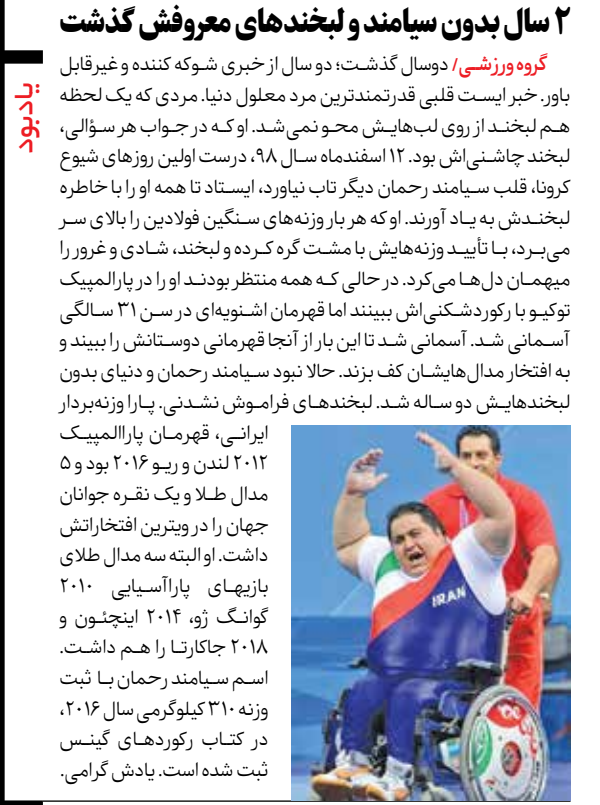 ۲ سال بدون سیامند و لبخندهای معروفش گذشت
یادبود
گروه ورزشی/ دوسال گذشت؛ دو سال از خبری شوکه کننده و غیرقابل
باور. خبر ایست قلبی قدرتمندترین مرد معلول دنیا. مردی که یک لحظه
هم لبخند از روی لب‌هایش محو نمی‌شد. او که در جواب هر سؤالی،
لبخند چاشنی‌اش بود. ۱۲ اسفندماه سال ۹۸، درست اولین روزهای شیوع
کرونا، قلب سیامند رحمان دیگر تاب نیاورد، ایستاد تا همه او را با خاطره
لبخندش به یاد آورند. او که هر بار وزنه‌های سنگین فولادین را بالای سر
می‌برد، با تأیید وزنه‌هایش با مشت گره کرده و لبخند، شادی و غرور را
میهمان دل‌ها می‌کرد. در حالی که همه منتظر بودند او را در پارالمپیک
توکیو با رکوردشکنی‌اش ببینند اما قهرمان اشنویه‌ای در سن ۳۱ سالگی
آسمانی شد. آسمانی شد تا این بار از آنجا قهرمانی دوستانش را ببیند و
به افتخار مدال‌هایشان کف بزند. حالا نبود سیامند رحمان و دنیای بدون
لبخندهایش دو ساله شد. لبخندهای فراموش نشدنی. پارا وزنه‌بردار
ایرانی، قهرمان پاراالمپیک
۲۰۱۲ لندن و ریو ۲۰۱۶ بود و ۵
مدال طلا و یک نقره جوانان
جهان را در ویترین افتخاراتش
داشت. او البته سه مدال طلای
بازیهای پاراآسیایی ۲۰۱۰
گوانگ ژو، ۲۰۱۴ اینچئون و
۲۰۱۸ جاکارتا را هم داشت.
اسم سیامند رحمان با ثبت
وزنه ۳۱۰ کیلوگرمی سال ۲۰۱۶،
در کتاب رکوردهای گینس
ثبت شده است. یادش گرامی.
IRAN